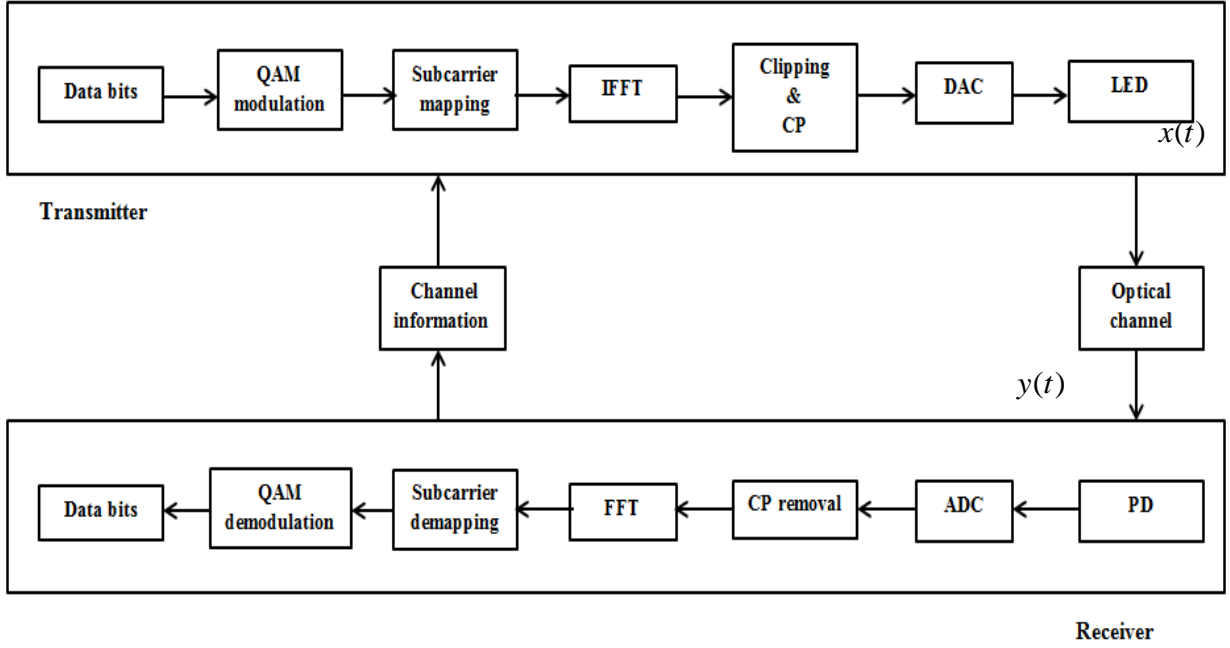 Data bits
QAM
modulation
Subcarrier
mapping
IFFT
Clipping
&
CP
DAC
LED
x(t)
Transmitter
Channel
information
Optical
channel
y(t)
Data bits
QAM
demodulation
Subcarrier
demapping
FFT
CP removal
ADC
PD
Receiver